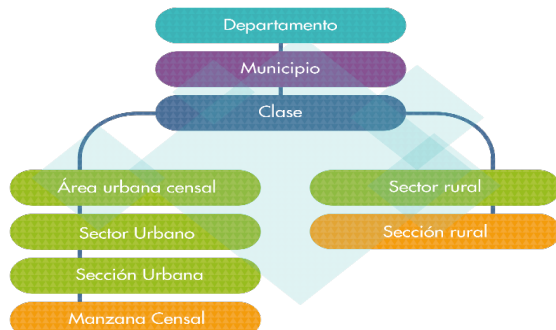 Departamento
Municipio
Clase
Área urbana censal
Sector Urbano
Sección Urbana
Manzana Censal
Sector rural
Sección rural